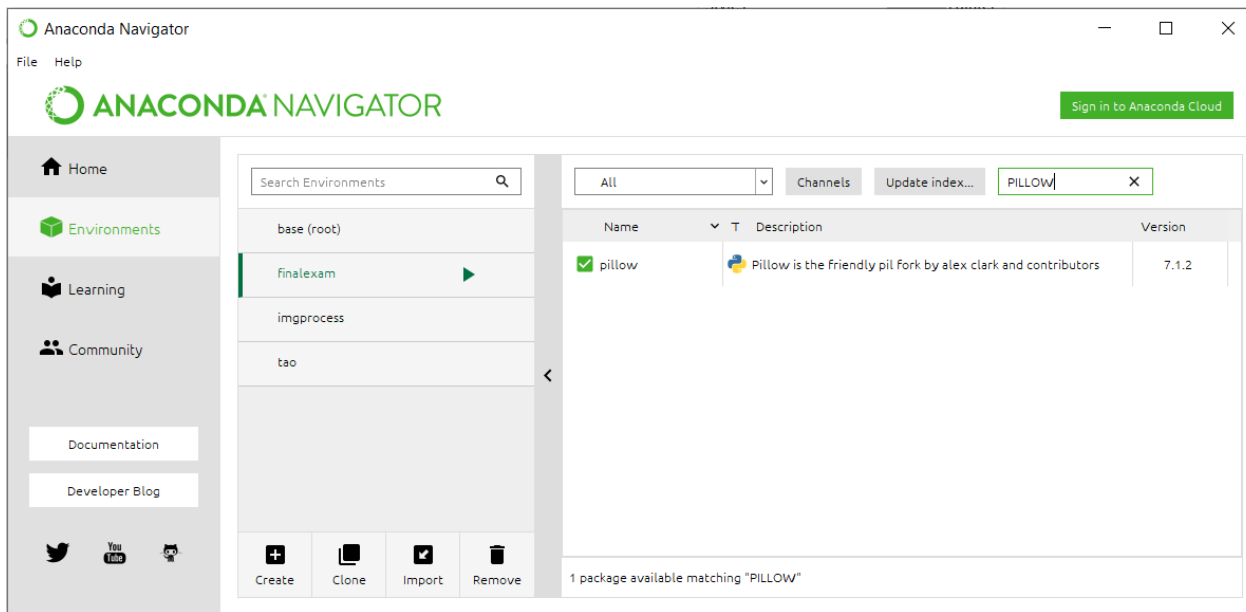 Anaconda Navigator
File Help
ANACONDA NAVIGATOR
Sign in to Anaconda Cloud
Home
Environments
Learning
Community
Documentation
Developer Blog
You
Tube
Search Environments
base (root)
finalexam
imgprocess
tao
Create Clone Import Remove
All Channels Update index... PILLOW
Name T Description Version
pillow Pillow is the friendly pil fork by alex clark and contributors 7.1.2
1 package available matching "PILLOW"